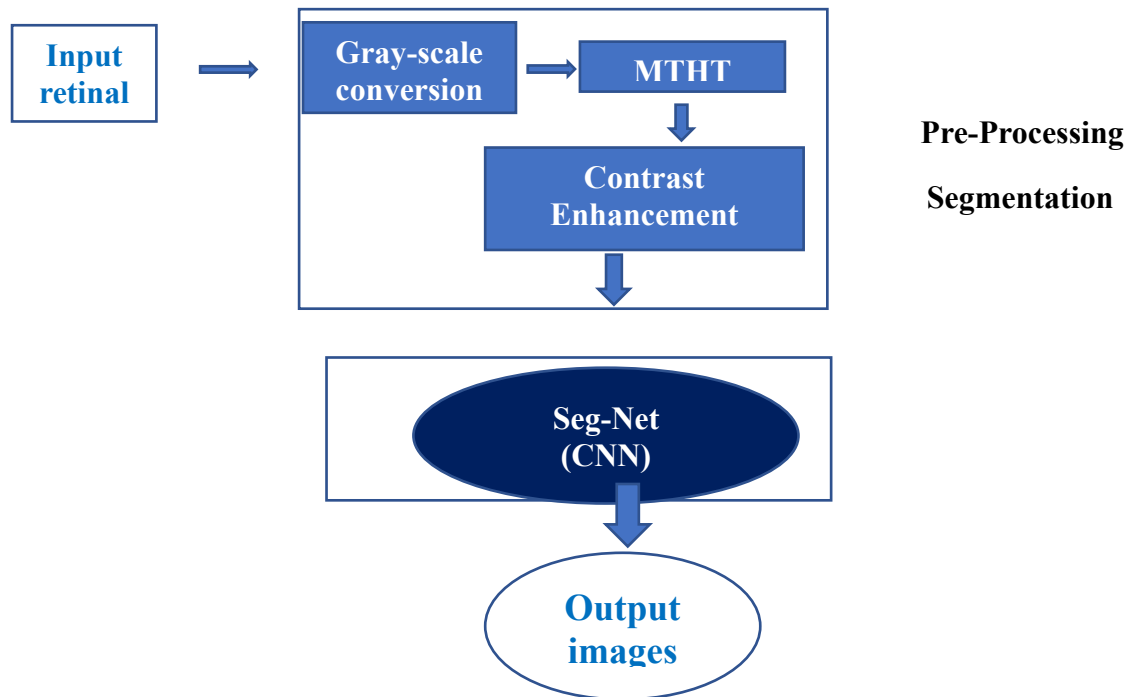 Input
retinal
Gray-scale
conversion
MTHT
Contrast
Enhancement
Pre-Processing
Segmentation
Seg-Net
(CNN)
Output
images